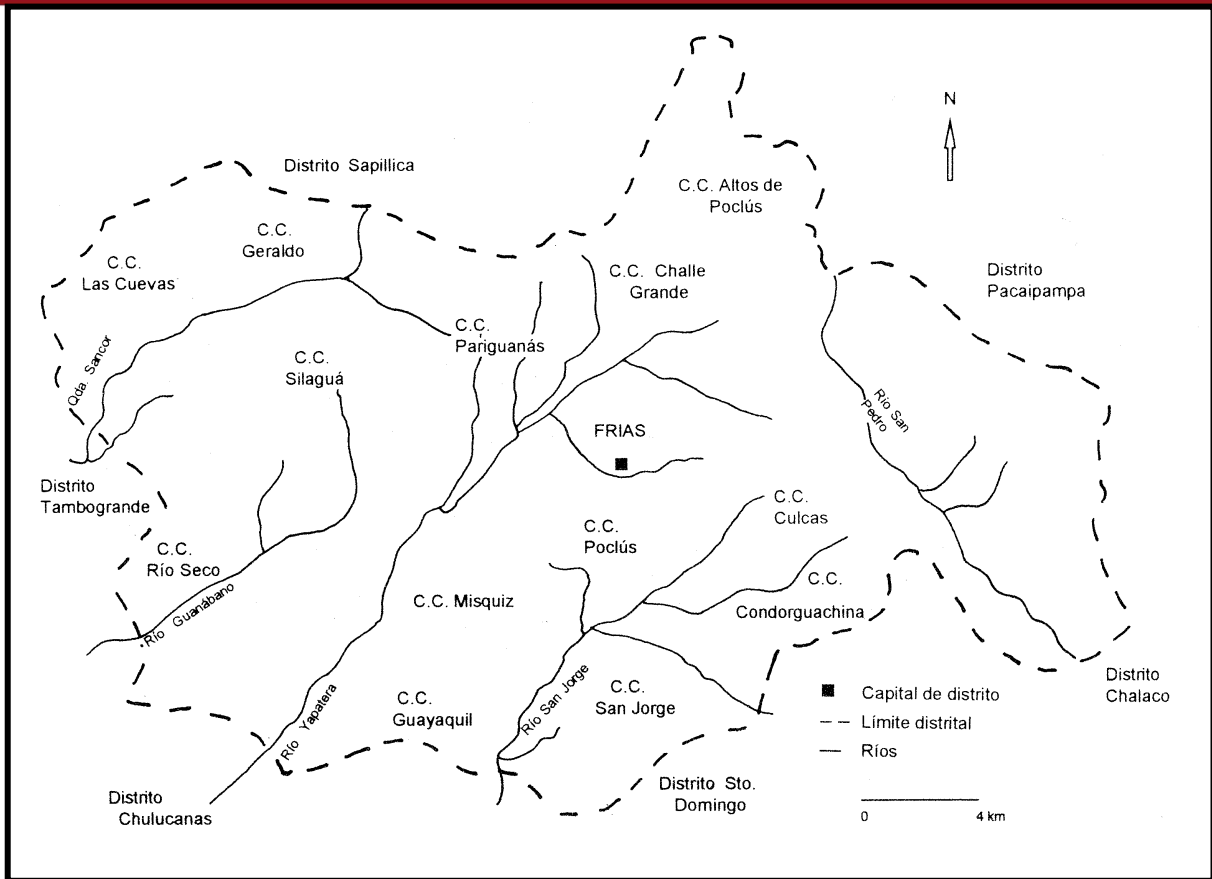 N
Distrito Sapillica
C.C. Altos de
Poclús
C.C.
Geraldo
C.C.
Las Cuevas
C.C. Challe
Grande
Distrito
Pacaipampa
C.C.
Pariguanás
Qda. Sancor
C.C.
Silaguá
Río San
Pedro
FRIAS
Distrito
Tambogrande
C.C.
Culcas
C.C.
Poclús
C.C.
Río Seco
C.C.
Condorguachina
C.C. Misquiz
Río Guanábano
Distrito
Chalaco
C.C.
San Jorge
Río San Jorge
C.C.
Guayaquil
Río Yapatera
Capital de distrito
Límite distrital
Ríos
Distrito Sto.
Domingo
Distrito
Chulucanas
0 4 km